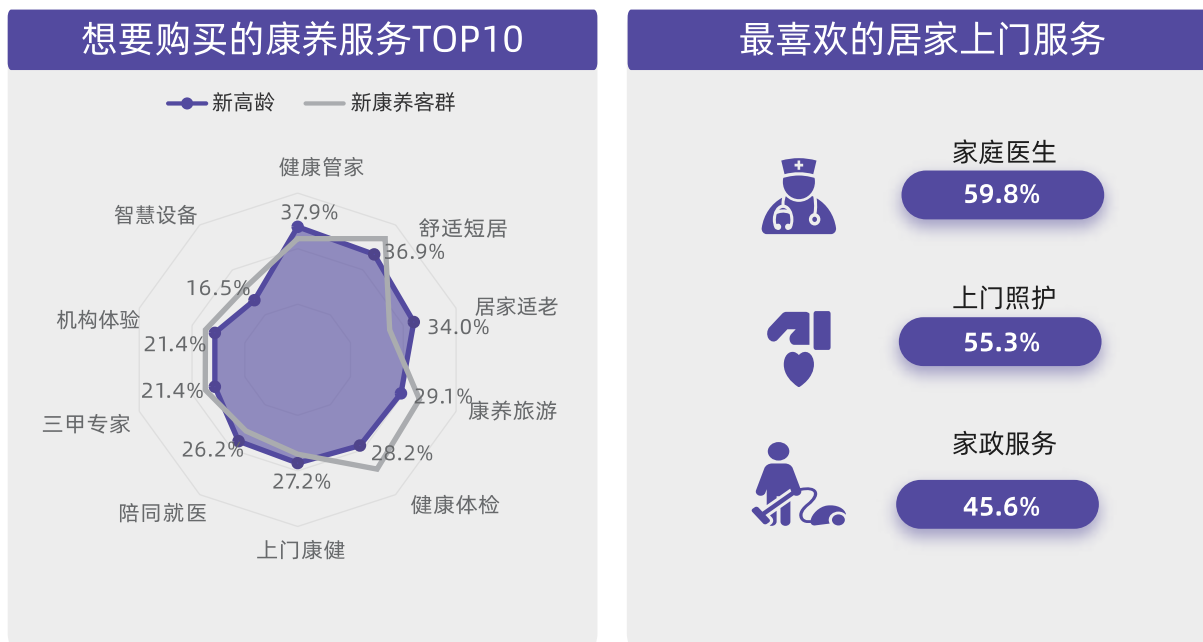 想要购买的康养服务TOP10
新高龄
新康养客群
健康管家
37.9%
舒适短居
36.9%
居家适老
34.0%
康养旅游
29.1%
健康体检
28.2%
上门康健
27.2%
陪同就医
26.2%
三甲专家
21.4%
机构体验
21.4%
智慧设备
16.5%
最喜欢的居家上门服务
家庭医生
59.8%
上门照护
55.3%
家政服务
45.6%